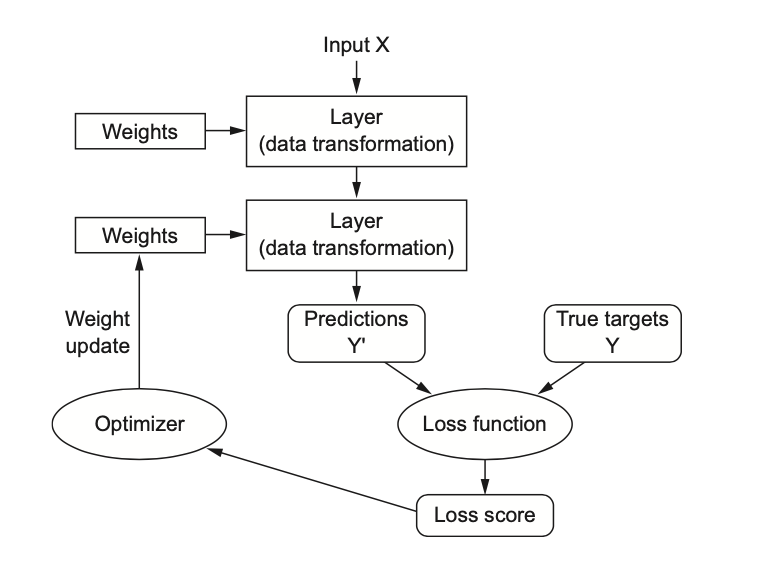 Input X
Weights
Layer
(data transformation)
Weights
Layer
(data transformation)
Weight
update
Predictions
Y'
True targets
Y
Optimizer
Loss function
Loss score